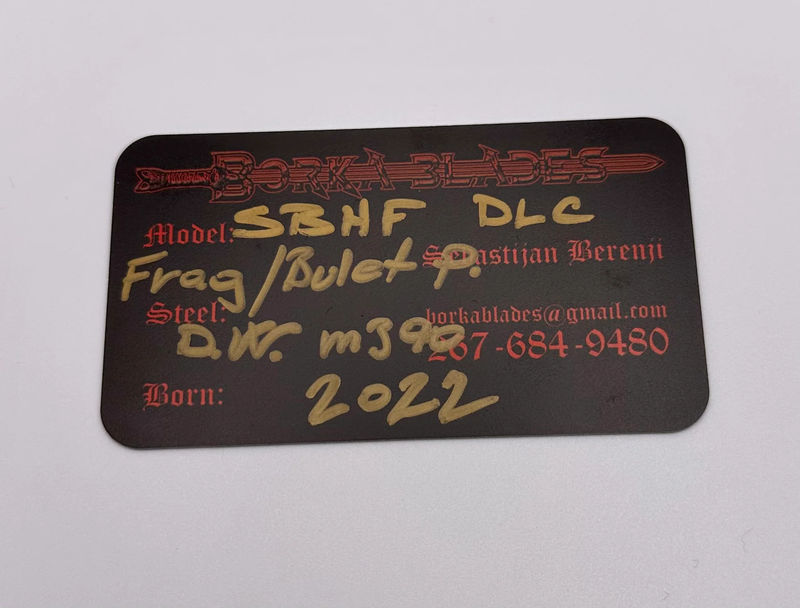 BORKA BLADES
Model: SBHF DLC
Sebastijan Berenji
Frag/Bulet p.
Steel:
borkablades@gmail.com
D.W. m390
267-684-9480
Born: 2022